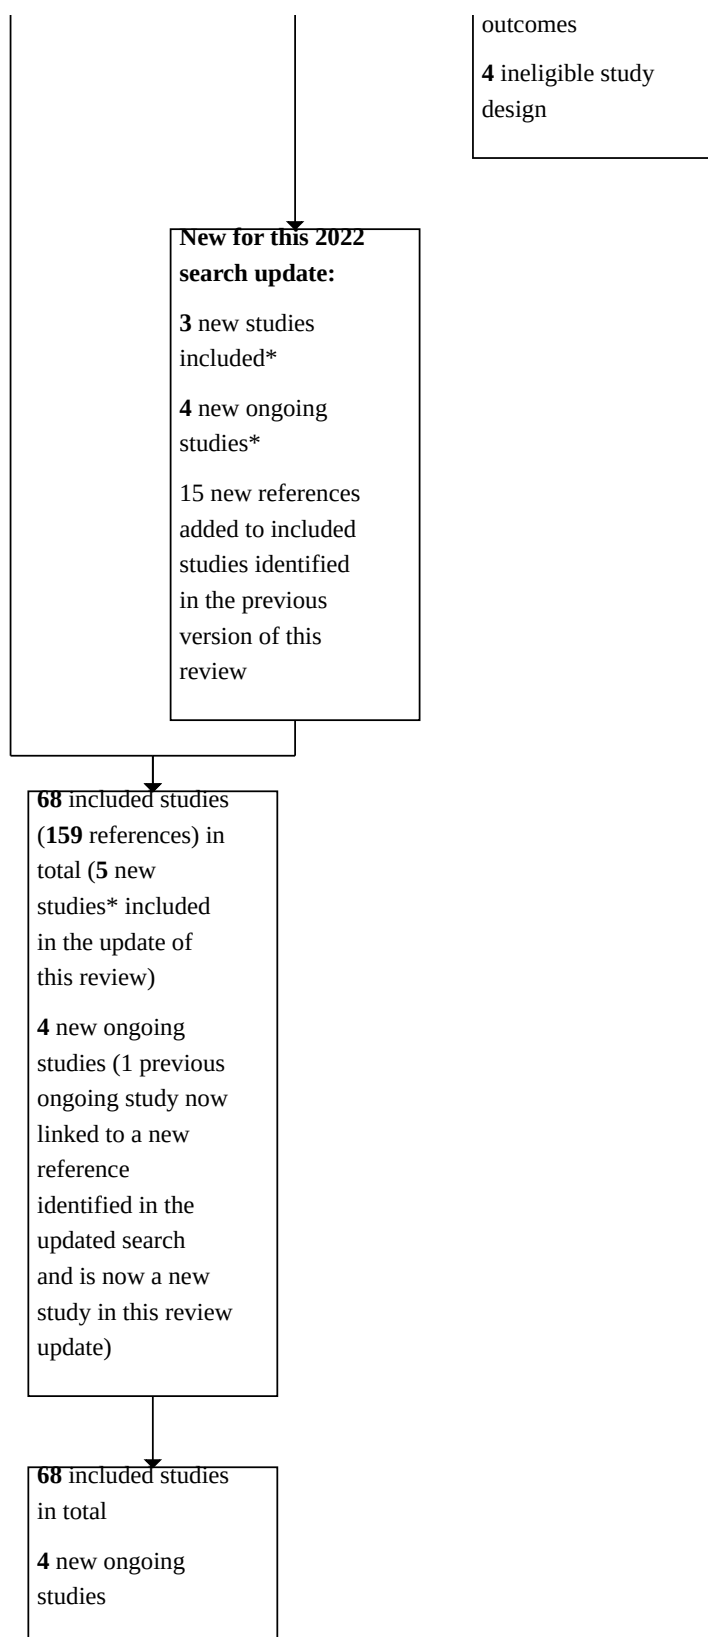 outcomes
4 ineligible study
design
New for this 2022
search update:
3 new studies
included*
4 new ongoing
studies*
15 new references
added to included
studies identified
in the previous
version of this
review
68 included studies
(159 references) in
total (5 new
studies* included
in the update of
this review)
4 new ongoing
studies (1 previous
ongoing study now
linked to a new
reference
identified in the
updated search
and is now a new
study in this review
update)
68 included studies
in total
4 new ongoing
studies